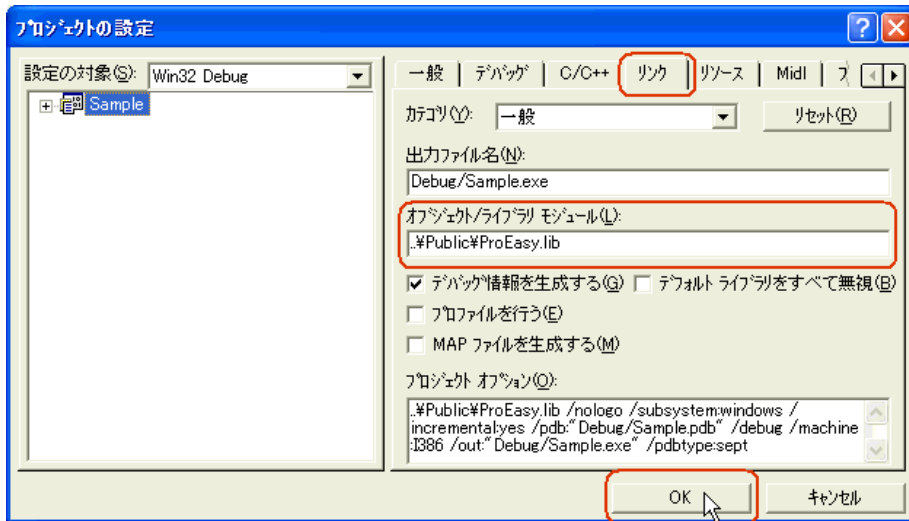 プロジェクトの設定
設定の対象(S): Win32 Debug
Sample
一般 デバッグ C/C++ リンク リソース Midl
カテゴリ(Y): 一般 リセット(R)
出力ファイル名(N):
Debug/Sample.exe
オブジェクト/ライブラリ モジュール(L):
..¥Public¥ProEasy.lib
デバッグ情報を生成する(G) デフォルト ライブラリをすべて無視(B)
プロファイルを行う(E)
MAP ファイルを生成する(M)
プロジェクト オプション(O):
..¥Public¥ProEasy.lib /nologo /subsystem:windows /
incremental:yes /pdb:"Debug/Sample.pdb" /debug /machine
:I386 /out:"Debug/Sample.exe" /pdbtype:sept
OK キャンセル